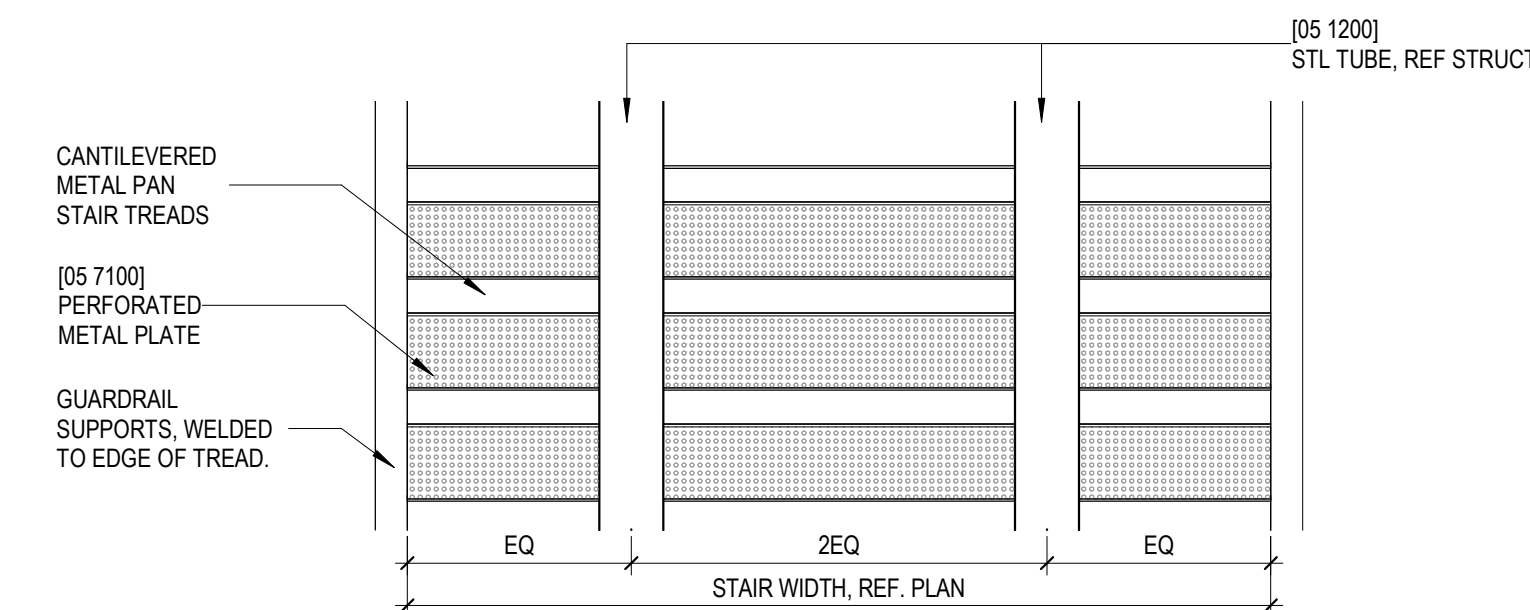 [05 1200]
STL TUBE, REF STRUCT
CANTILEVERED
METAL PAN
STAIR TREADS
[05 7100]
PERFORATED
METAL PLATE
GUARDRAIL
SUPPORTS, WELDED
TO EDGE OF TREAD.
EQ
2EQ
EQ
STAIR WIDTH, REF. PLAN